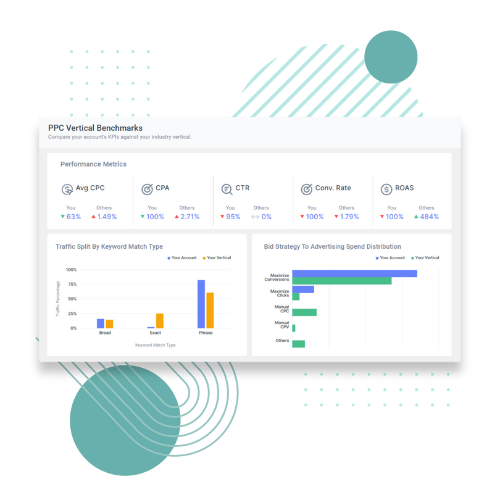 PPC Vertical Benchmarks
Compare your account's KPIs against your industry vertical.
Performance Metrics
Avg CPC
You Others
63% 1.49%
CPA
You Others
100% 2.71%
CTR
You Others
95% 0%
Conv. Rate
You Others
100% 1.79%
ROAS
You Others
100% 484%
Traffic Split By Keyword Match Type
Your Account Your Vertical
Traffic Percentage
100%
75%
50%
25%
0%
Broad Exact Phrase
Keyword Match Type
Bid Strategy To Advertising Spend Distribution
Your Account Your Vertical
Maximize
Conversions
Maximize
Clicks
Manual
CPC
Manual
CPV
Others